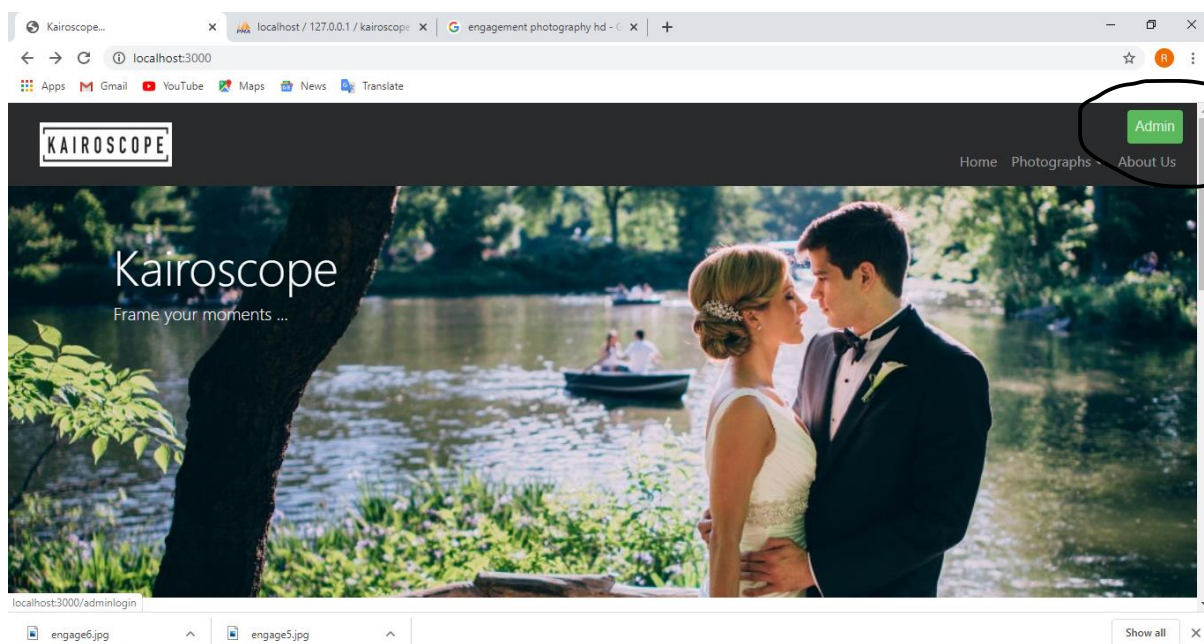 Kairoscope...
localhost / 127.0.0.1 / kairoscope
engagement photography hd - G
localhost:3000
R
Apps
Gmail
YouTube
Maps
News
Translate
KAIROSCOPE
Admin
Home
Photographs
About Us
Kairoscope
Frame your moments ...
localhost:3000/adminlogin
engage6.jpg
engage5.jpg
Show all